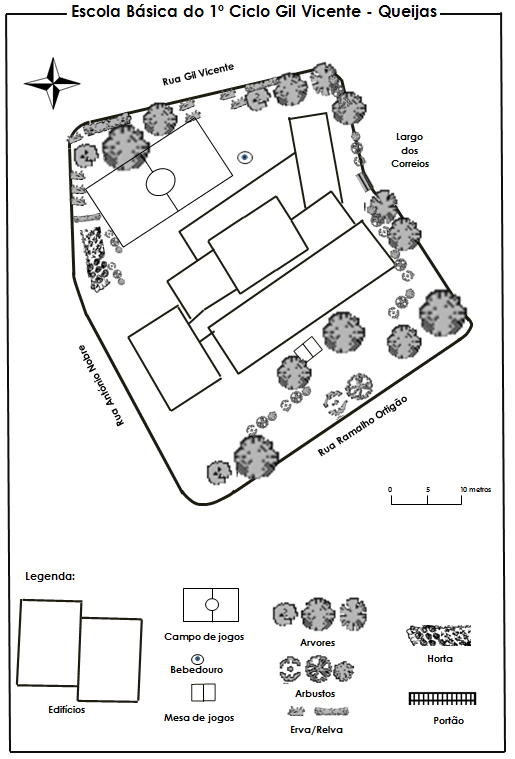 Escola Básica do 1º Ciclo Gil Vicente - Queijas
Rua Gil Vicente
Largo
dos
Correios
Rua António Nobre
Rua Ramalho Ortigão
0 5 10 metros
Legenda:
Campo de jogos
Bebedouro
Mesa de jogos
Edifícios
Arvores
Arbustos
Erva/Relva
Horta
Portão